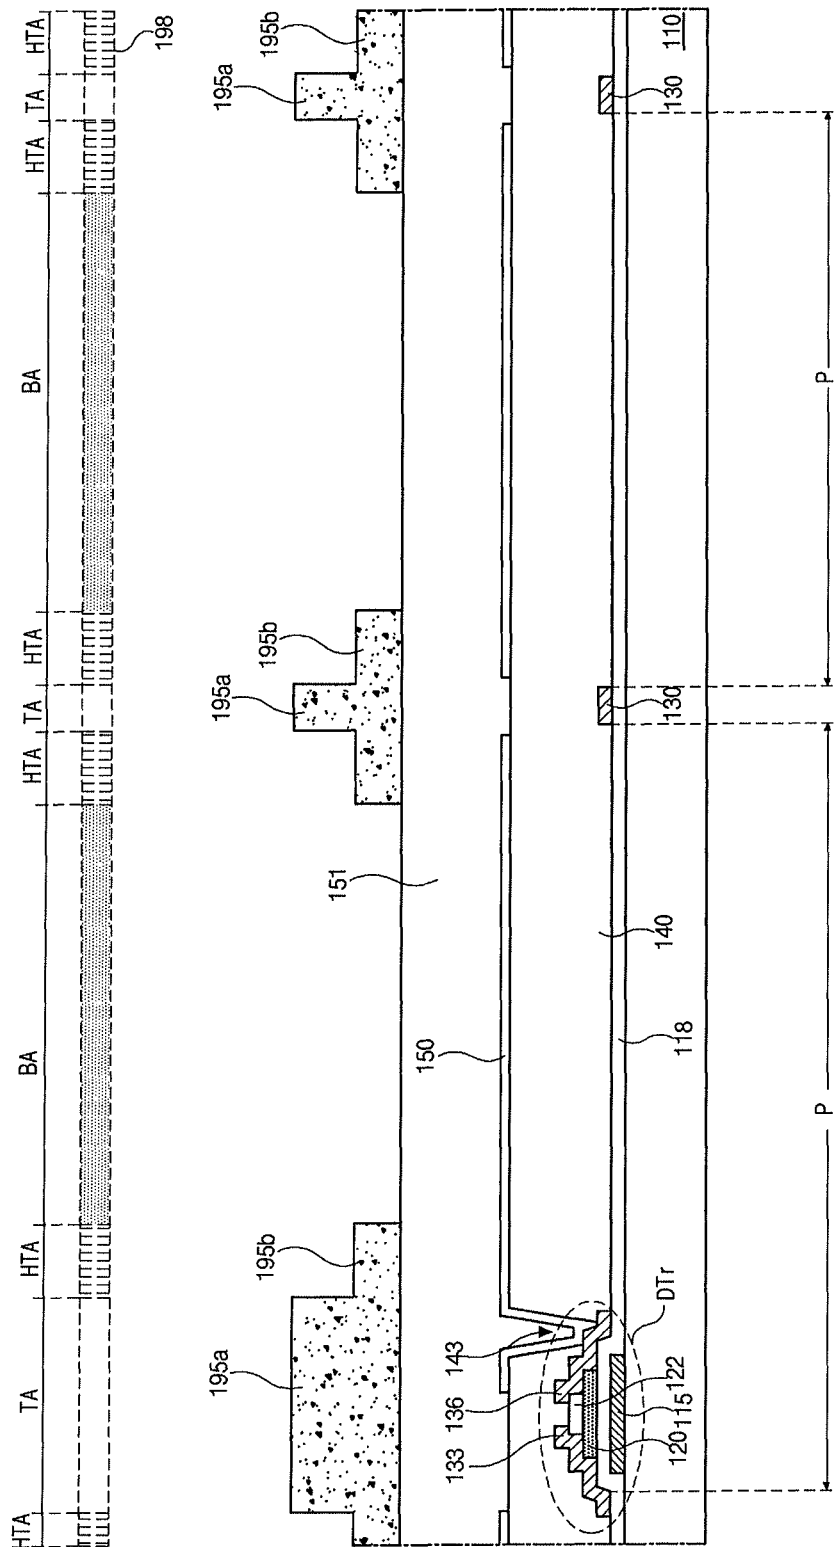 HTA TA HTA BA HTA TA HTA BA HTA TA HTA
198
195a 195b 195a 195b 195a 195b
151
133 136 143 150
DTr
120 115 122 118 140 130 130 110
P P